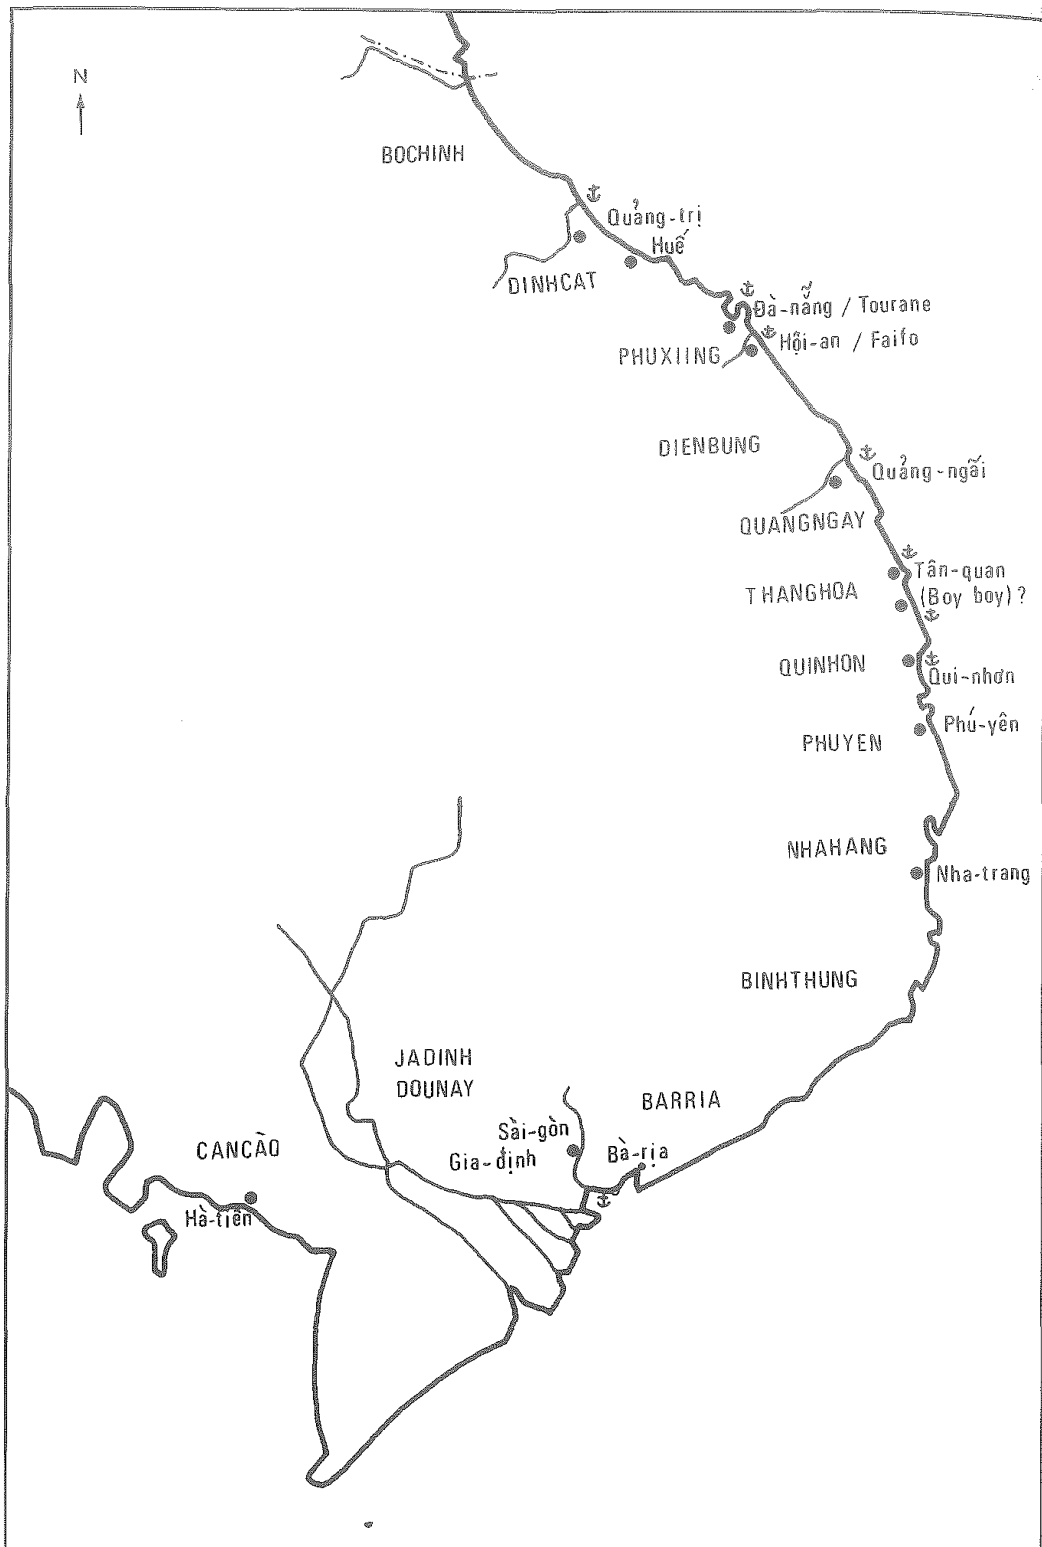 N
BOCHINH
Quảng-trị
Huế
DINHCAT
Đà-nẵng / Tourane
Hội-an / Faifo
PHUXIING
DIENBUNG
Quảng-ngãi
QUANGNGAY
Tân-quan
(Boy boy) ?
THANGHOA
QUINHON
Qui-nhơn
Phú-yên
PHUYEN
NHAHANG
Nha-trang
BINHTHUNG
JADINH
DOUNAY
BARRIA
Sài-gòn
CANCÀO
Bà-rịa
Gia-định
Hà-tiên